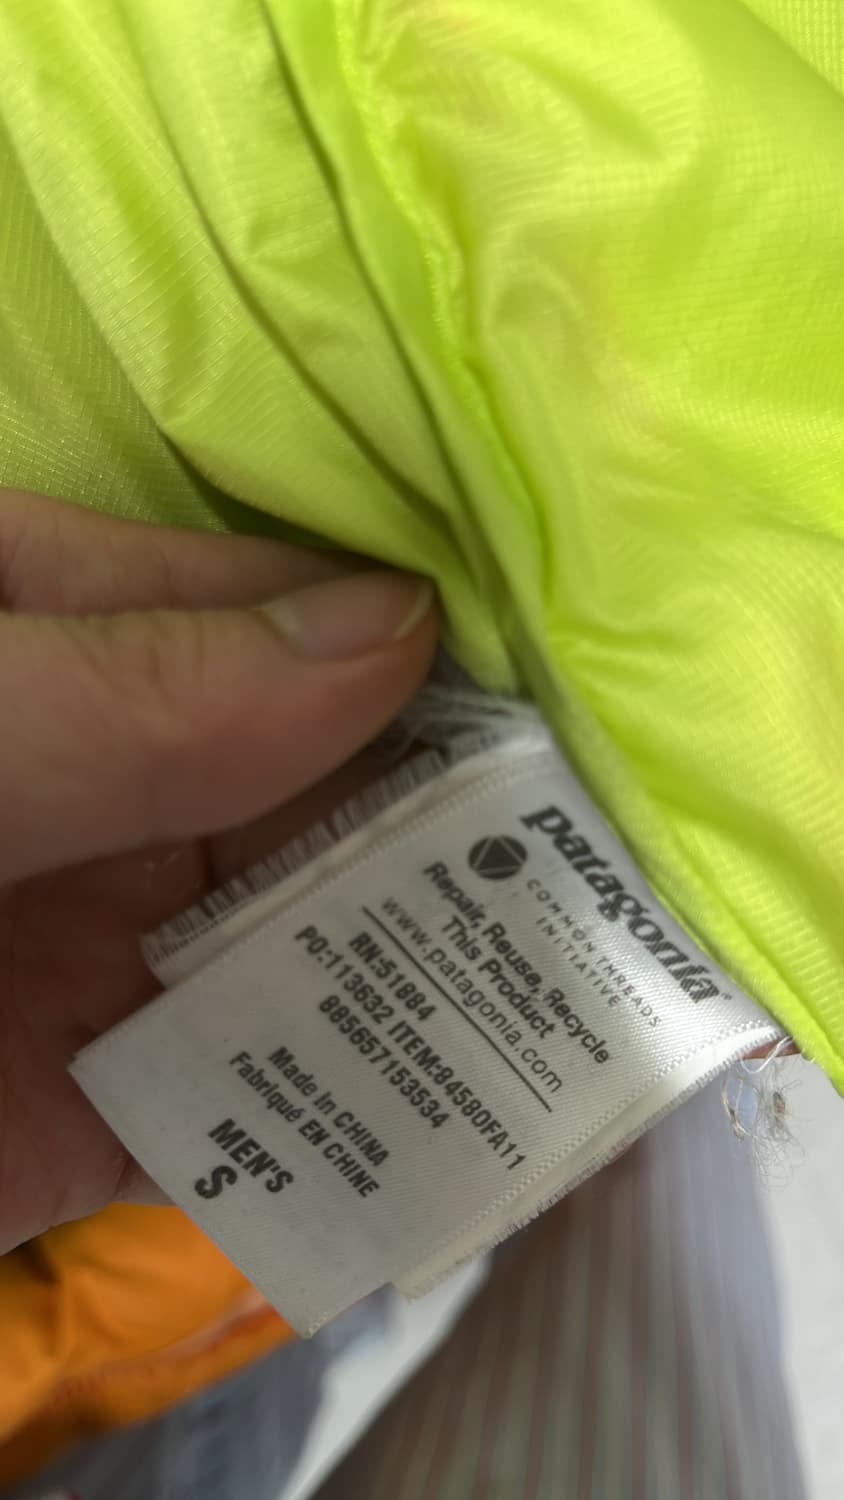 patagonia®
COMMON THREADS
INITIATIVE
Repair, Reuse, Recycle
This Product
www.patagonia.com
RN:51884
PO:113632 ITEM:84580FA11
885657153534
Made in CHINA
Fabriqué EN CHINE
MEN'S
S